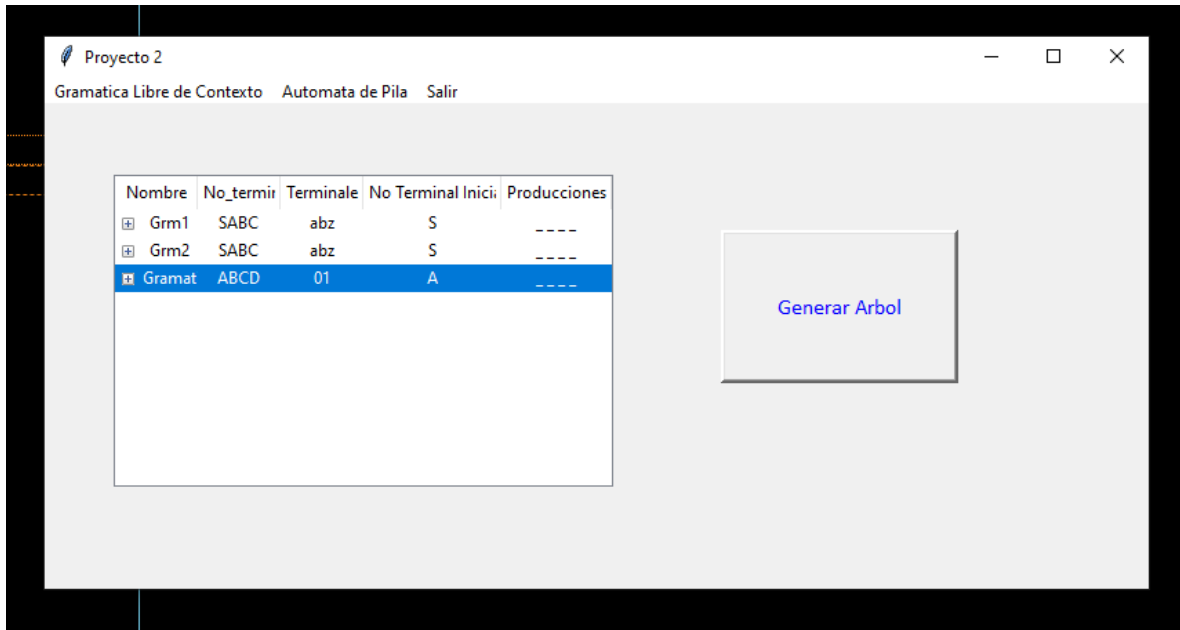 Proyecto 2
Gramatica Libre de Contexto Automata de Pila Salir
Nombre No_termir Terminale No Terminal Inicia Producciones
Grm1 SABC abz S ----
Grm2 SABC abz S ----
Gramat ABCD 01 A ----
Generar Arbol